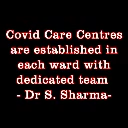 Covid Care Centres
are established in
each ward with
dedicated team
- Dr S. Sharma-